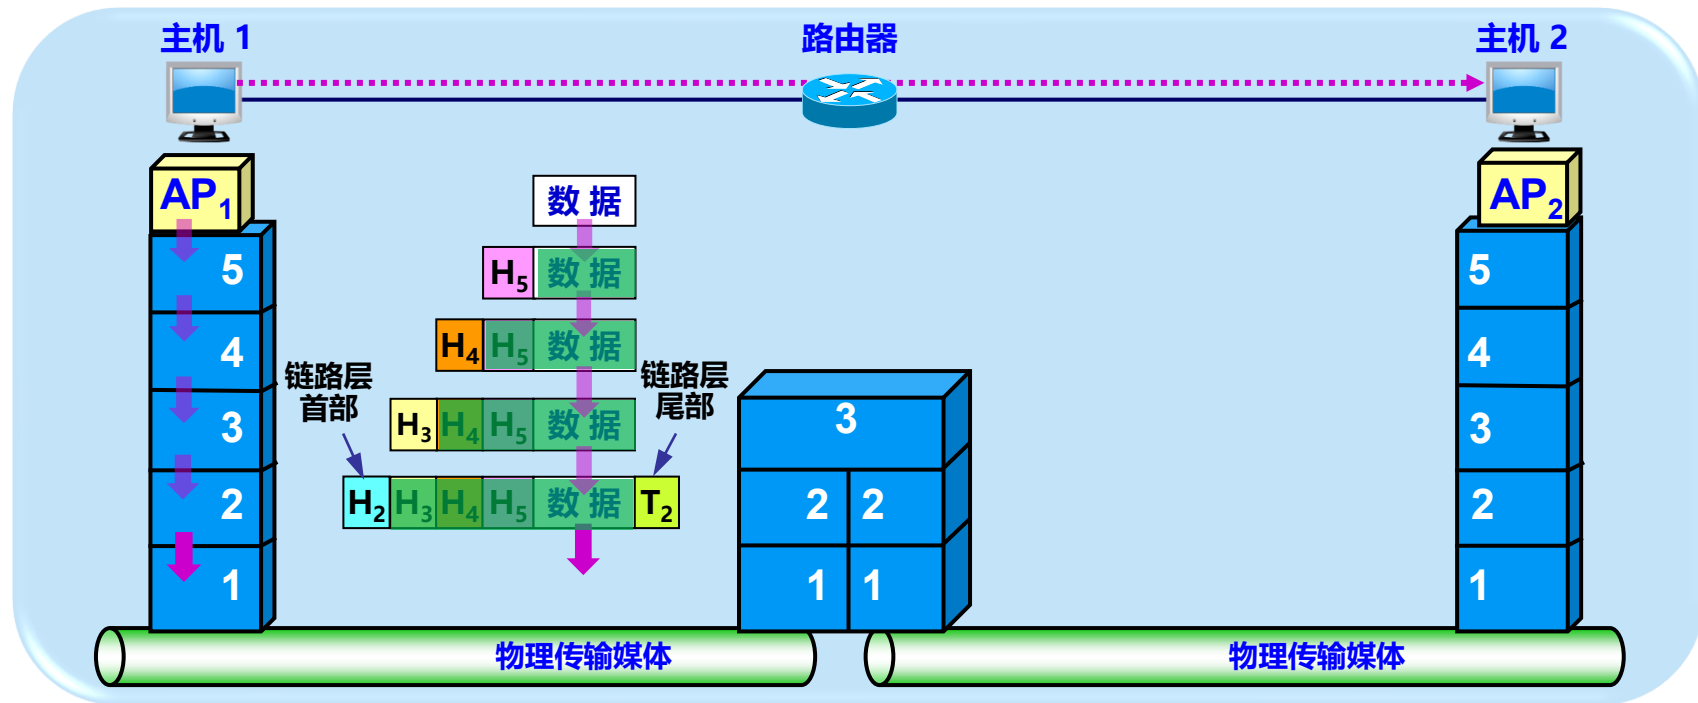 主机 1
路由器
主机 2
AP1
AP2
数 据
5
H5 数 据
5
4
H4 H5 数 据
4
链路层
首部
链路层
尾部
3
H3 H4 H5 数 据
3
3
2
H2 H3 H4 H5 数 据 T2
2 2
2
1
1 1
1
物理传输媒体
物理传输媒体